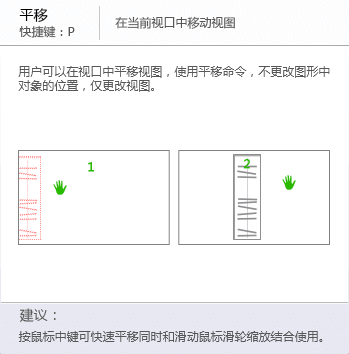 平移
快捷键：P
在当前视口中移动视图
用户可以在视口中平移视图，使用平移命令，不更改图形中
对象的位置，仅更改视图。
1
2
建议：
按鼠标中键可快速平移同时和滑动鼠标滑轮缩放结合使用。